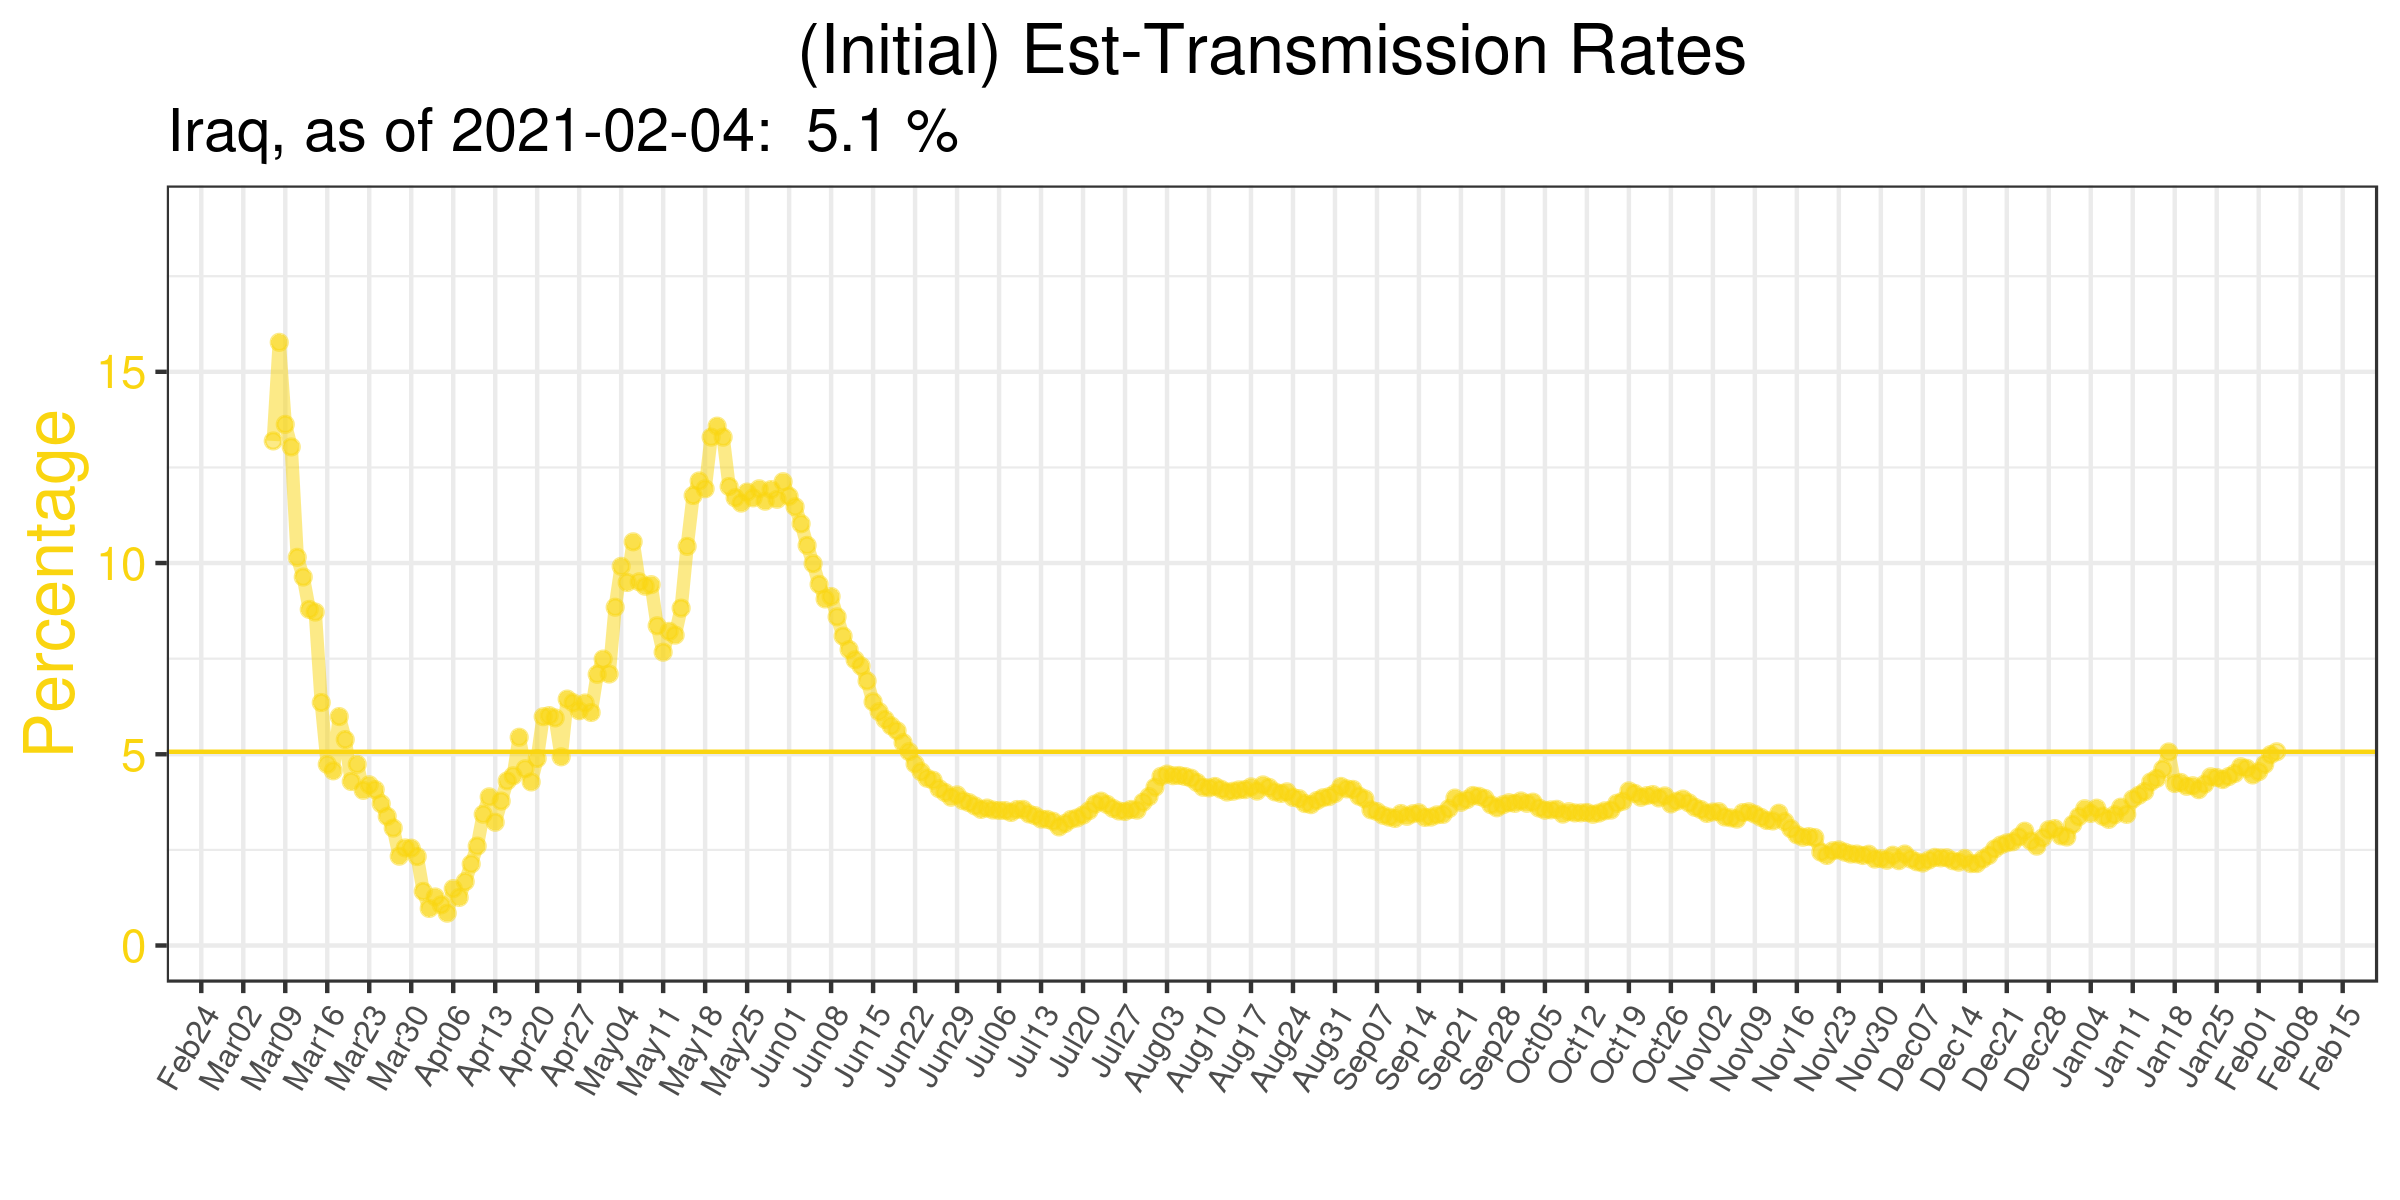 (Initial) Est-Transmission Rates
Iraq, as of 2021-02-04:  5.1 %
Percentage
15
10
5
0
Feb24
Mar02
Mar09
Mar16
Mar23
Mar30
Apr06
Apr13
Apr20
Apr27
May04
May11
May18
May25
Jun01
Jun08
Jun15
Jun22
Jun29
Jul06
Jul13
Jul20
Jul27
Aug03
Aug10
Aug17
Aug24
Aug31
Sep07
Sep14
Sep21
Sep28
Oct05
Oct12
Oct19
Oct26
Nov02
Nov09
Nov16
Nov23
Nov30
Dec07
Dec14
Dec21
Dec28
Jan04
Jan11
Jan18
Jan25
Feb01
Feb08
Feb15